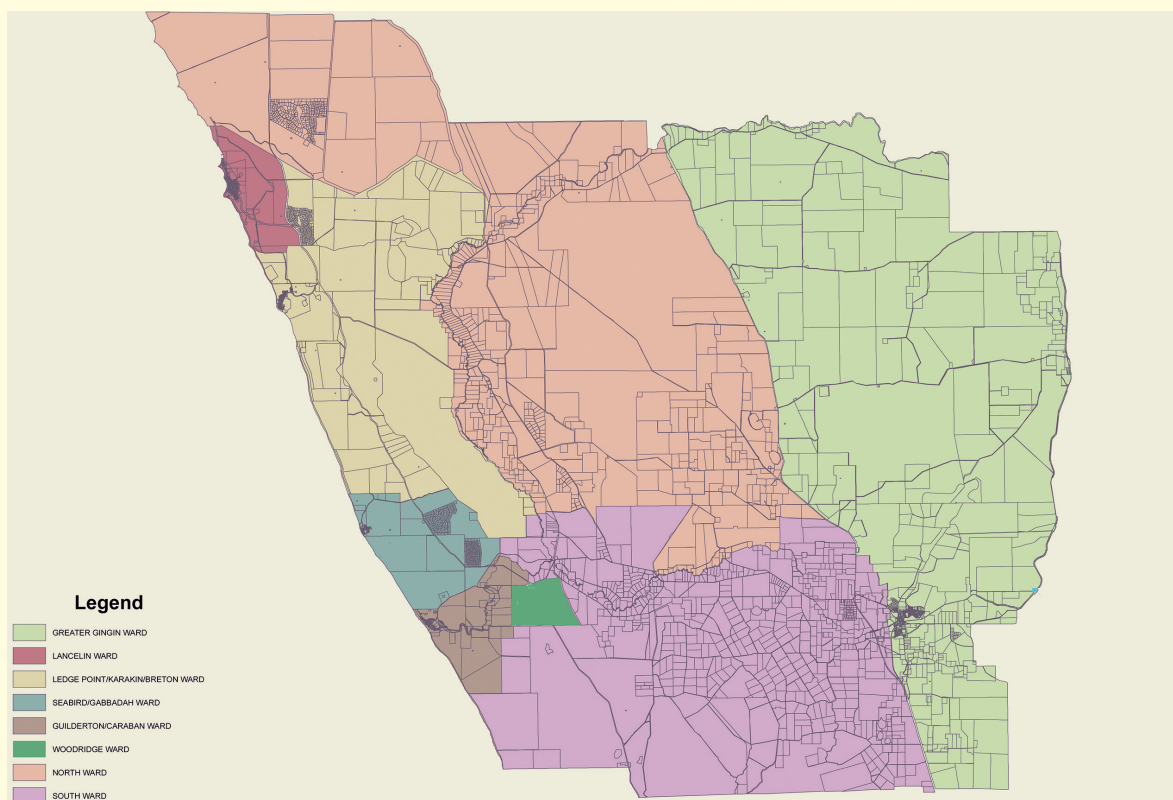 Legend
GREATER GINGIN WARD
LANCELIN WARD
LEDGE POINT/KARAKIN/BRETON WARD
SEABIRD/GABBADAH WARD
GUILDERTON/CARABAN WARD
WOODRIDGE WARD
NORTH WARD
SOUTH WARD